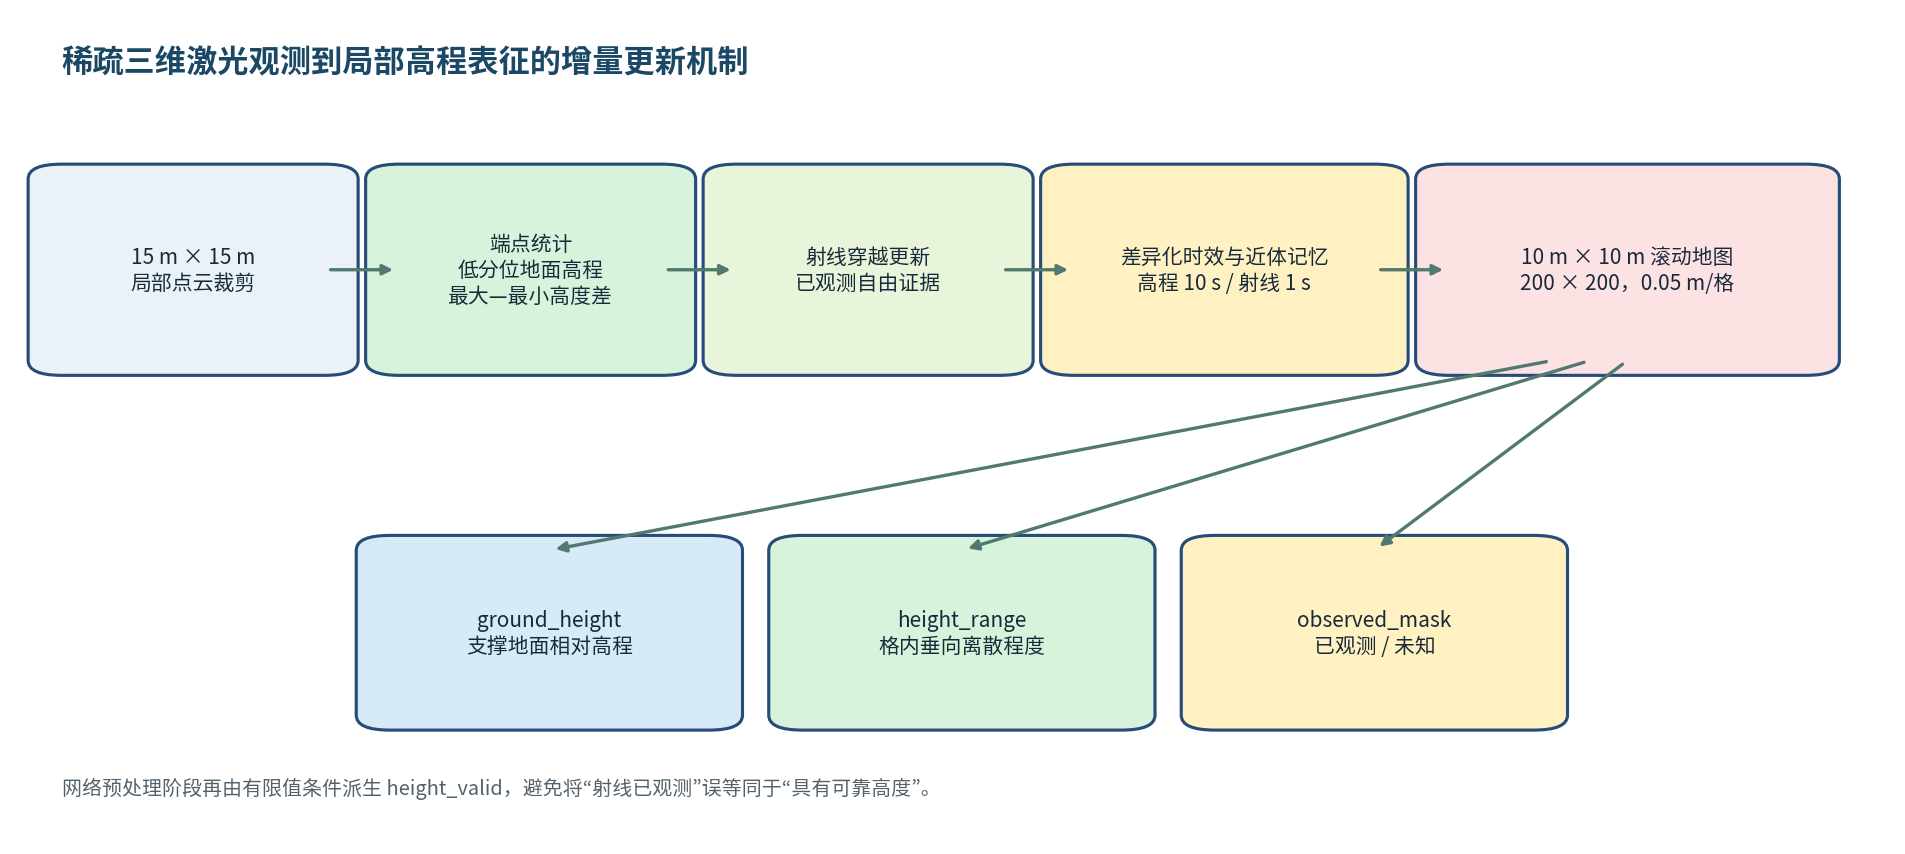 稀疏三维激光观测到局部高程表征的增量更新机制
15 m × 15 m
局部点云裁剪
端点统计
低分位地面高程
最大—最小高度差
射线穿越更新
已观测自由证据
差异化时效与近体记忆
高程 10 s / 射线 1 s
10 m × 10 m 滚动地图
200 × 200，0.05 m/格
ground_height
支撑地面相对高程
height_range
格内垂向离散程度
observed_mask
已观测 / 未知
网络预处理阶段再由有限值条件派生 height_valid，避免将“射线已观测”误等同于“具有可靠高度”。